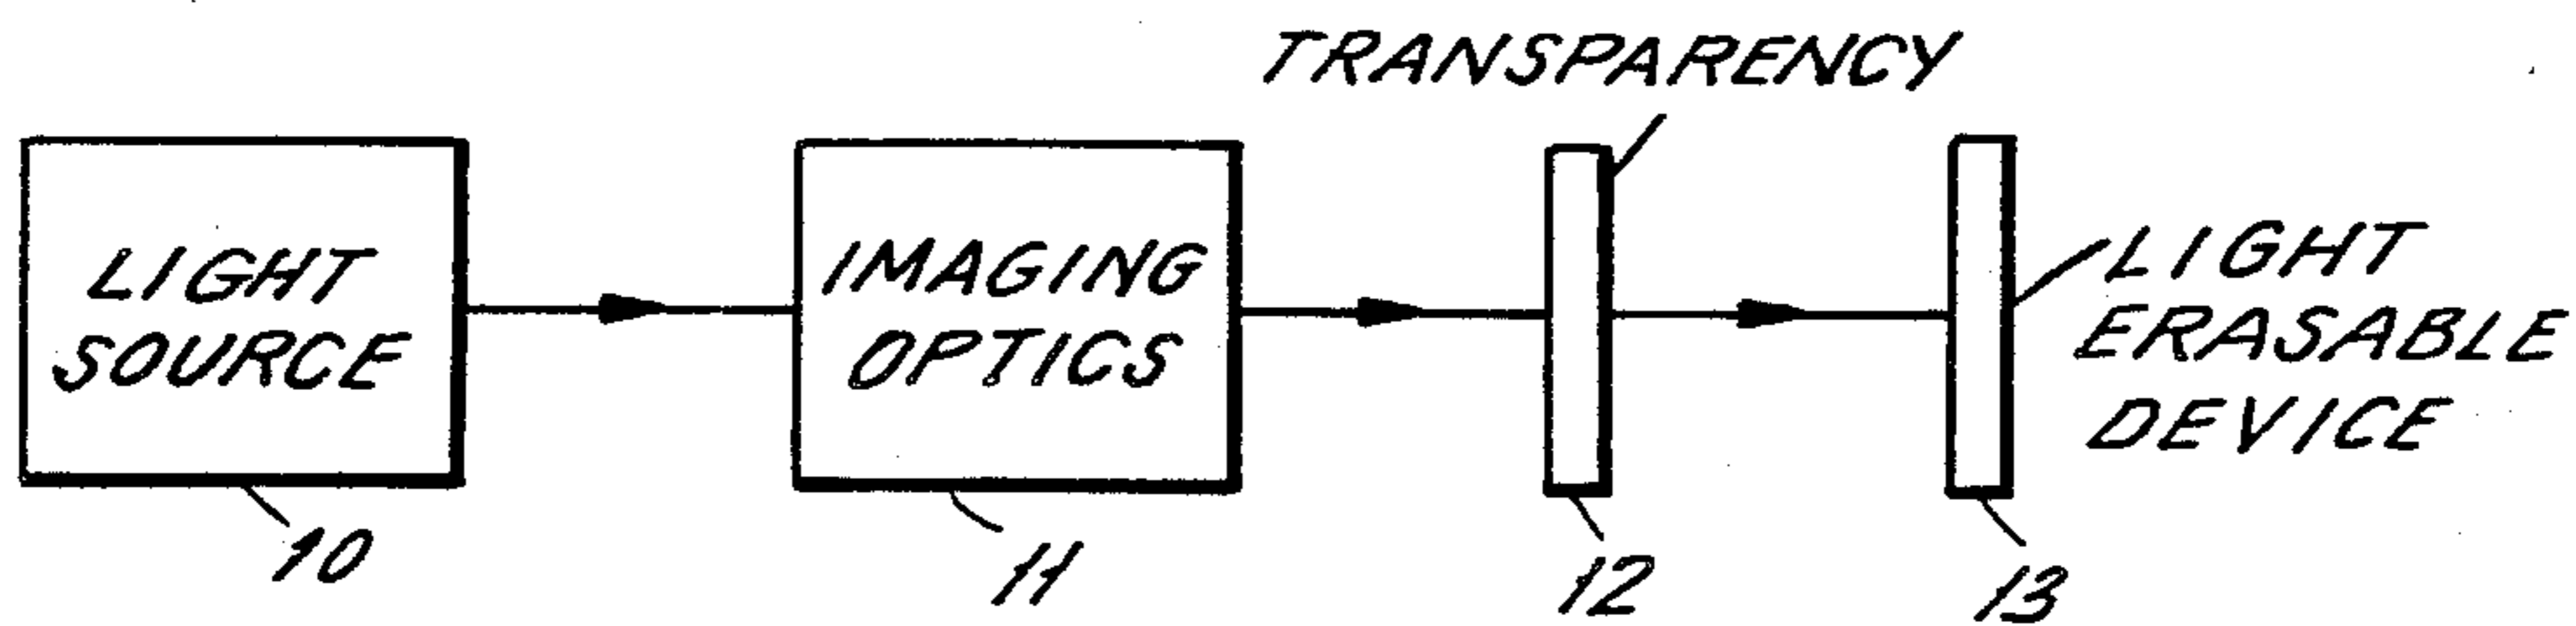 TRANSPARENCY
LIGHT
SOURCE
IMAGING
OPTICS
LIGHT
ERASABLE
DEVICE
10
11
12
13